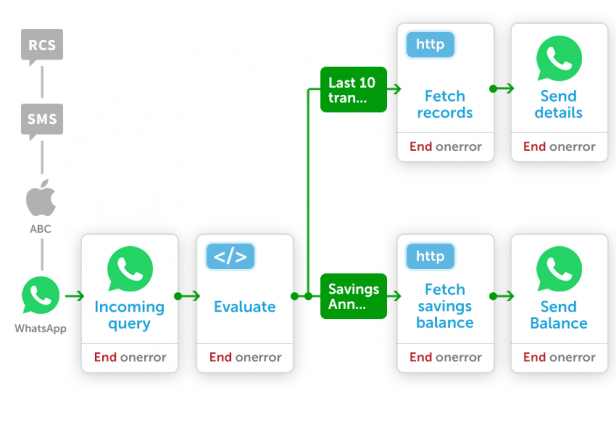 RCS
SMS
ABC
WhatsApp
Incoming
query
End onerror
</>
Evaluate
End onerror
Last 10
tran...
http
Fetch
records
End onerror
Send
details
End onerror
Savings
Ann...
http
Fetch
savings
balance
End onerror
Send
Balance
End onerror